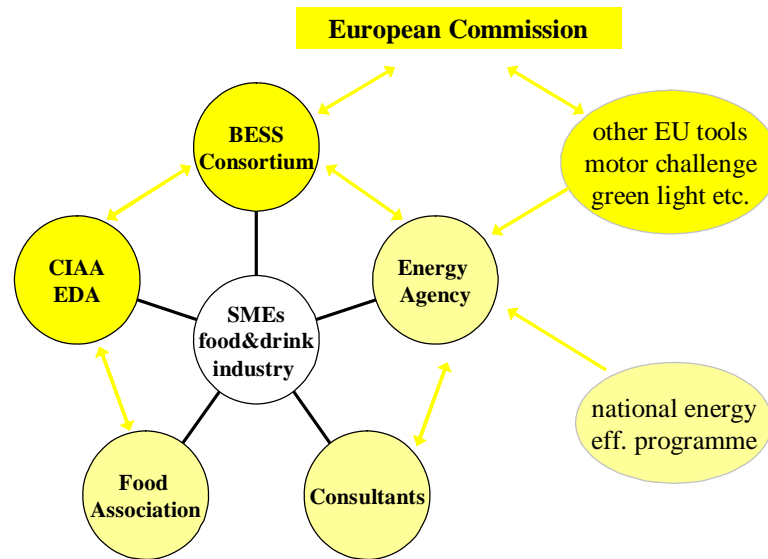 European Commission
BESS
Consortium
other EU tools
motor challenge
green light etc.
CIAA
EDA
Energy
Agency
SMEs
food&drink
industry
national energy
eff. programme
Food
Association
Consultants